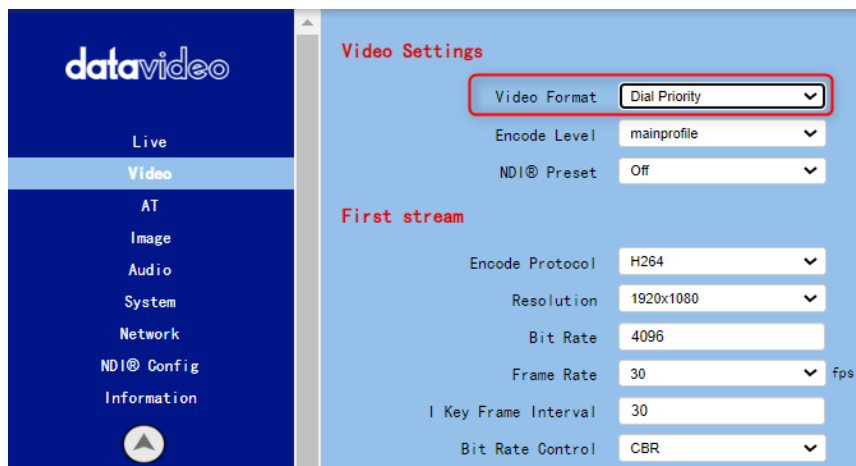 datavideo
Live
Video
AT
Image
Audio
System
Network
NDI® Config
Information
Video Settings
Video Format Dial Priority
Encode Level mainprofile
NDI® Preset Off
First stream
Encode Protocol H264
Resolution 1920x1080
Bit Rate 4096
Frame Rate 30 fps
I Key Frame Interval 30
Bit Rate Control CBR